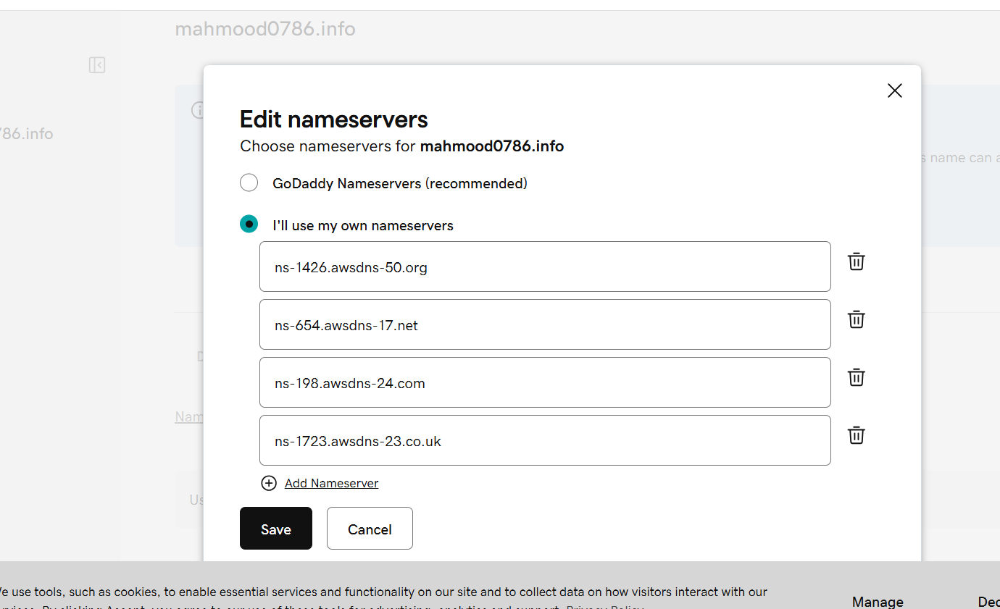 mahmood0786.info
86.info
Edit nameservers
Choose nameservers for mahmood0786.info
s name can a
GoDaddy Nameservers (recommended)
I'll use my own nameservers
ns-1426.awsdns-50.org
ns-654.awsdns-17.net
ns-198.awsdns-24.com
Nam
ns-1723.awsdns-23.co.uk
Add Nameserver
Us
Save
Cancel
e use tools, such as cookies, to enable essential services and functionality on our site and to collect data on how visitors interact with our
Manage
Dec
Privacy Policy